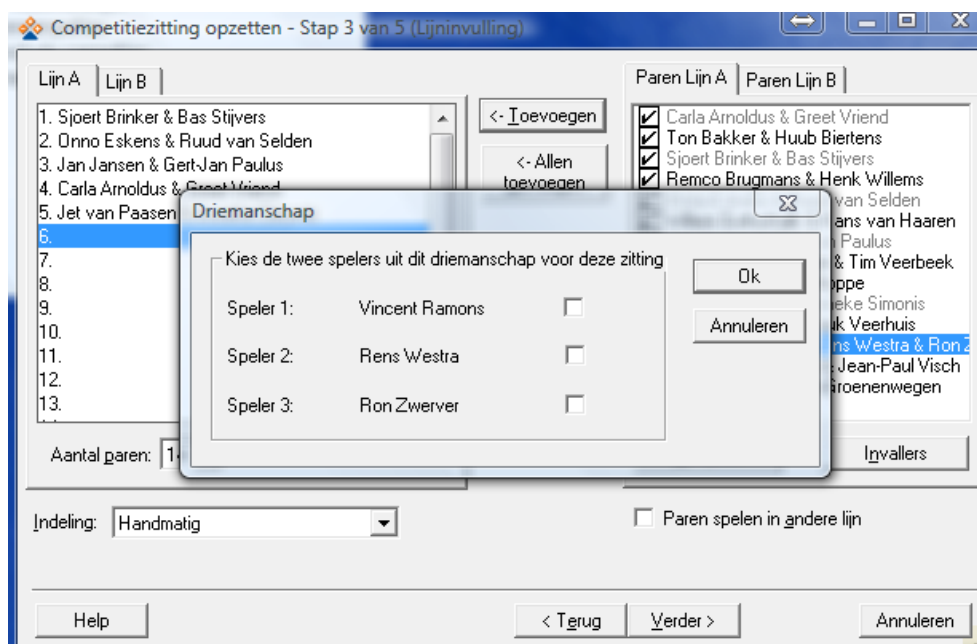 Competitiezitting opzetten - Stap 3 van 5 (Lijninvulling)
Lijn A
Lijn B
1. Sjoert Brinker & Bas Stijvers
2. Onno Eskens & Ruud van Selden
3. Jan Jansen & Gert-Jan Paulus
4. Carla Arnoldus & Greet Vriend
5. Jet van Paasen
6.
7.
8.
9.
10.
11.
12.
13.
Aantal paren: 1
<- Toevoegen
<- Allen
toevoegen
Paren Lijn A
Paren Lijn B
Carla Arnoldus & Greet Vriend
Ton Bakker & Huub Biertens
Sjoert Brinker & Bas Stijvers
Remco Brugmans & Henk Willems
van Selden
ans van Haaren
Paulus
& Tim Veerbeek
oppe
eke Simonis
uk Veerhuis
ns Westra & Ron Z
Jean-Paul Visch
Groenenwegen
Invallers
Driemanschap
Kies de twee spelers uit dit driemanschap voor deze zitting
Speler 1: Vincent Ramons
Speler 2: Rens Westra
Speler 3: Ron Zwerver
Ok
Annuleren
Indeling: Handmatig
Paren spelen in andere lijn
Help
< Terug
Verder >
Annuleren